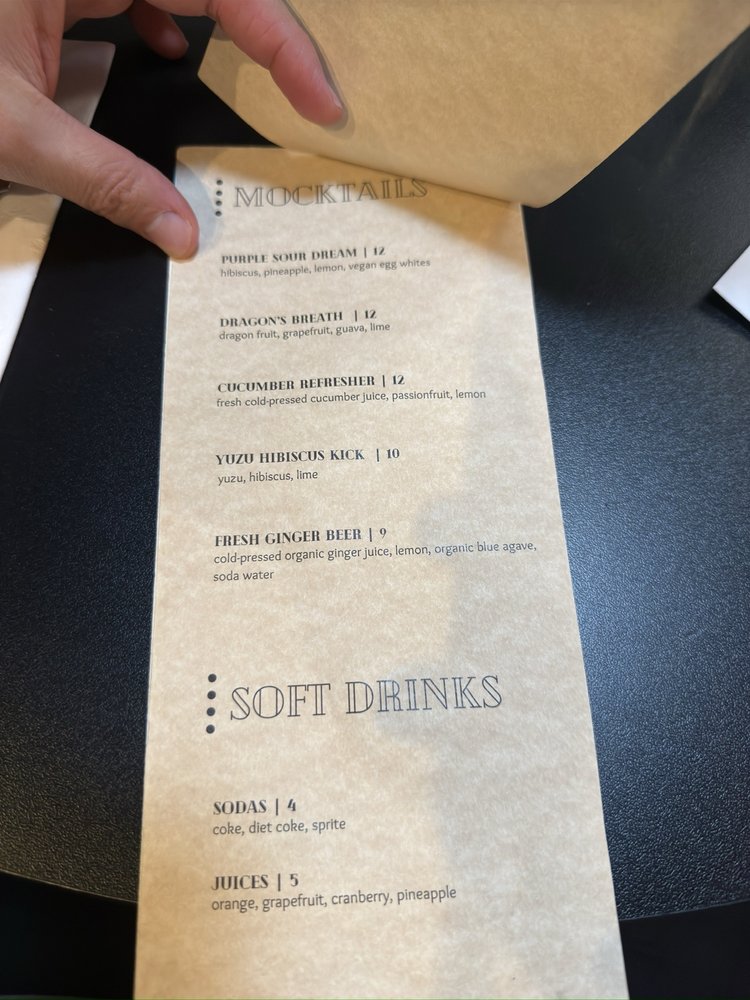 MOCKTAILS
PURPLE SOUR DREAM | 12
hibiscus, pineapple, lemon, vegan egg whites
DRAGON'S BREATH | 12
dragon fruit, grapefruit, guava, lime
CUCUMBER REFRESHER | 12
fresh cold-pressed cucumber juice, passionfruit, lemon
YUZU HIBISCUS KICK | 10
yuzu, hibiscus, lime
FRESH GINGER BEER | 9
cold-pressed organic ginger juice, lemon, organic blue agave,
soda water
SOFT DRINKS
SODAS | 4
coke, diet coke, sprite
JUICES | 5
orange, grapefruit, cranberry, pineapple